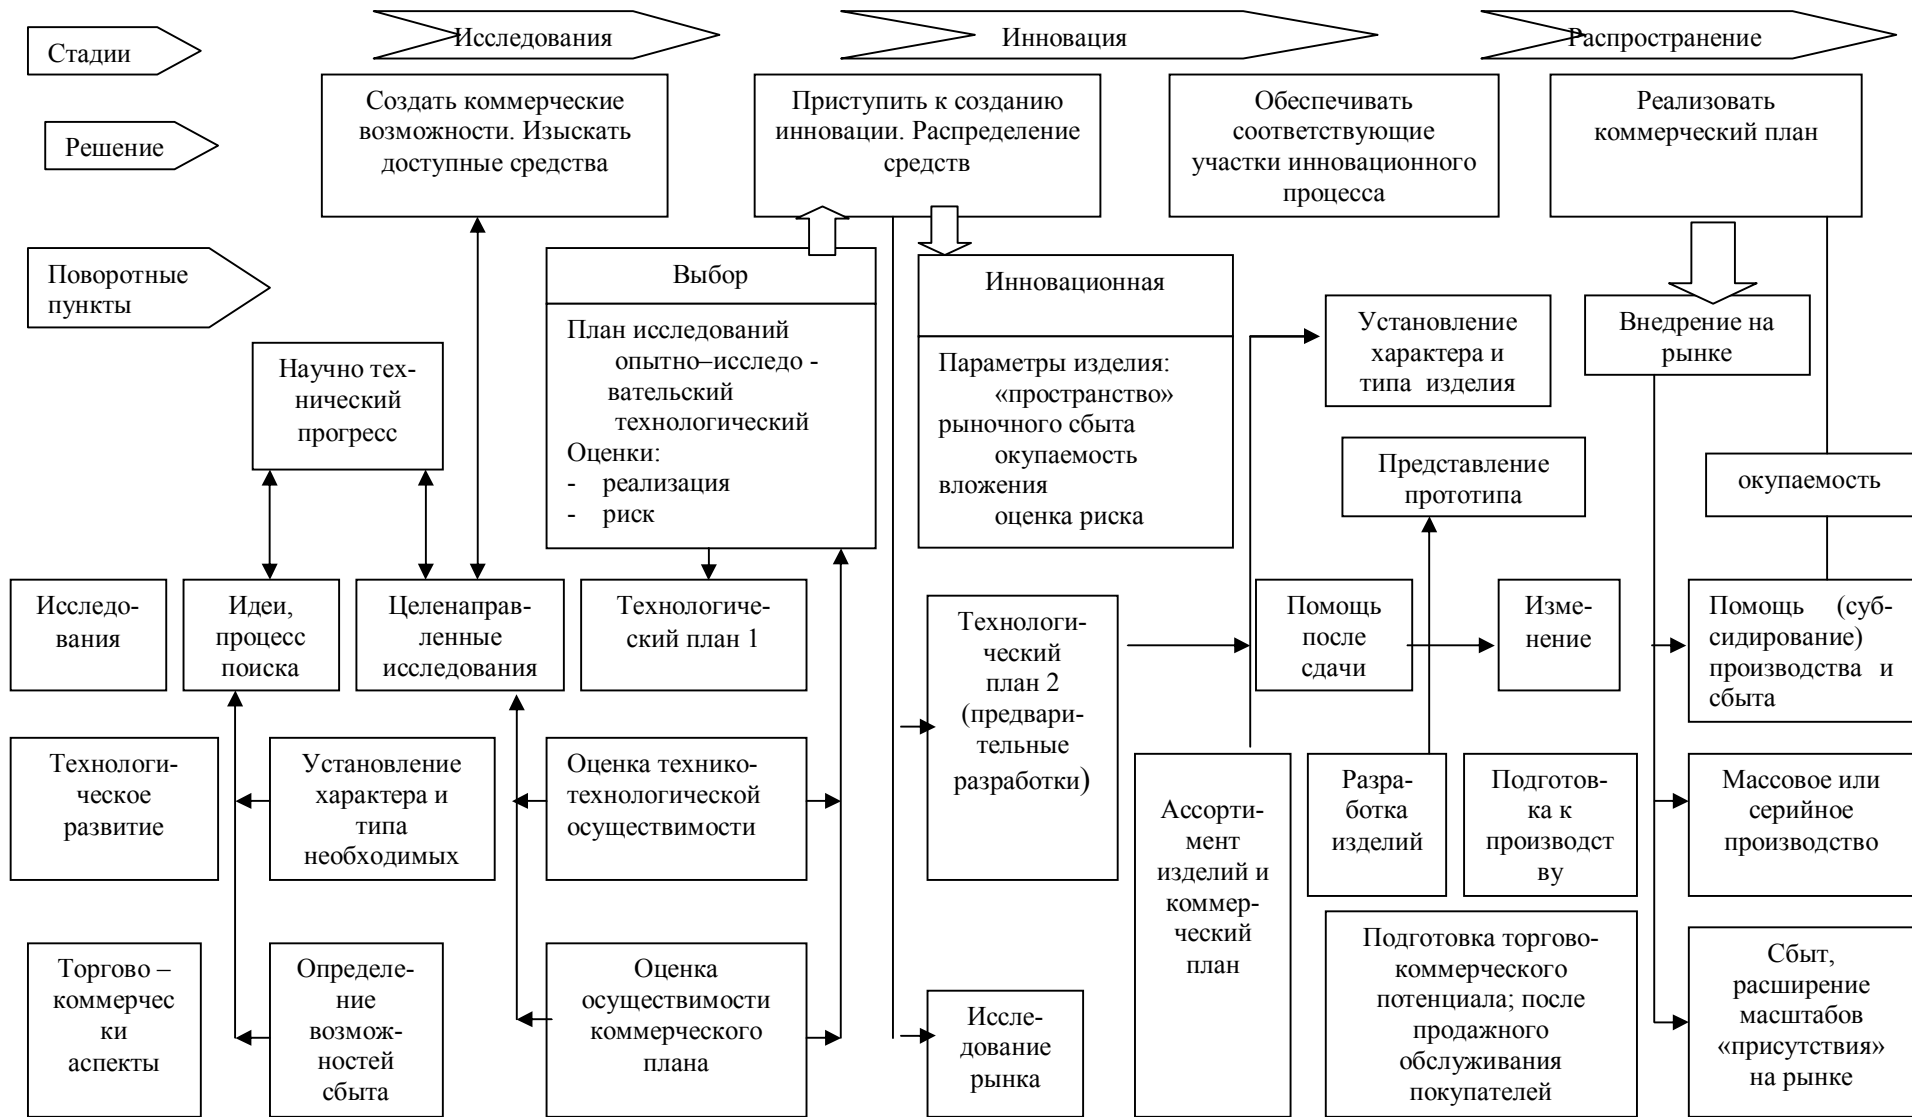 Стадии
Исследования
Инновация
Распространение
Решение
Создать коммерческие
возможности. Изыскать
доступные средства
Приступить к созданию
инновации. Распределение
средств
Обеспечивать
соответствующие
участки инновационного
процесса
Реализовать
коммерческий план
Поворотные
пункты
Научно тех-
нический
прогресс
Выбор
План исследований
опытно–исследо -
вательский
технологический
Оценки:
- реализация
- риск
Инновационная
Параметры изделия:
«пространство»
рыночного сбыта
окупаемость
вложения
оценка риска
Установление
характера и
типа изделия
Представление
прототипа
Внедрение на
рынке
окупаемость
Исследо-
вания
Идеи,
процесс
поиска
Целенаправ-
ленные
исследования
Технологиче-
ский план 1
Технологи-
ческий
план 2
(предвари-
тельные
разработки)
Помощь
после
сдачи
Изме-
нение
Помощь (суб-
сидирование)
производства и
сбыта
Технологи-
ческое
развитие
Установление
характера и
типа
необходимых
Оценка технико-
технологической
осуществимости
Ассорти-
мент
изделий и
коммер-
ческий
план
Разра-
ботка
изделий
Подготов-
ка к
производст
ву
Массовое или
серийное
производство
Торгово –
коммерчес
ки
аспекты
Определе-
ние
возмож-
ностей
сбыта
Оценка
осуществимости
коммерческого
плана
Иссле-
дование
рынка
Подготовка торгово-
коммерческого
потенциала; после
продажного
обслуживания
покупателей
Сбыт,
расширение
масштабов
«присутствия»
на рынке